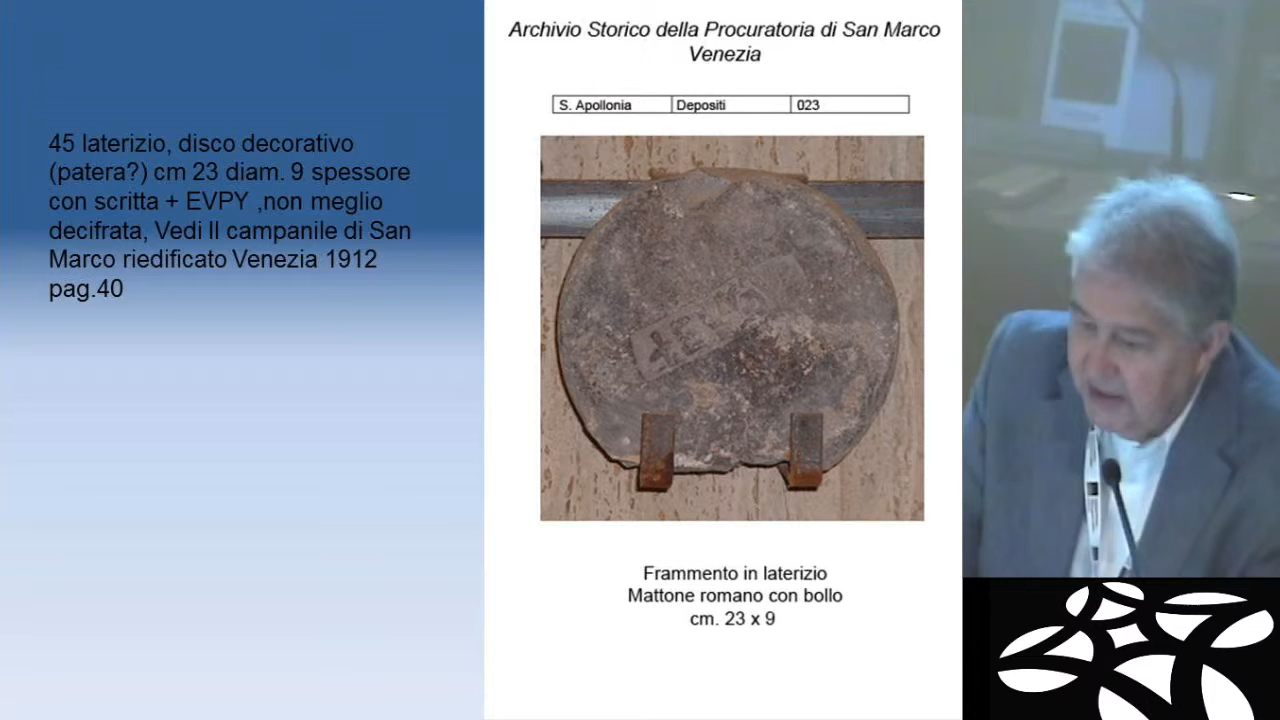 45 laterizio, disco decorativo
(patera?) cm 23 diam. 9 spessore
con scritta + EVPY ,non meglio
decifrata, Vedi Il campanile di San
Marco riedificato Venezia 1912
pag.40
Archivio Storico della Procuratoria di San Marco
Venezia
S. Apollonia Depositi 023
Frammento in laterizio
Mattone romano con bollo
cm. 23 x 9